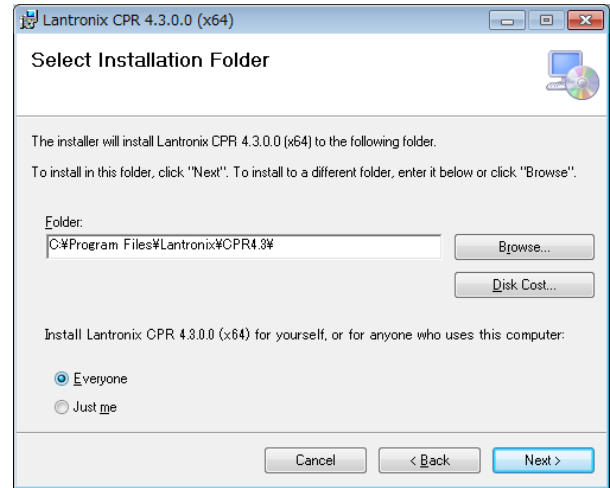 Lantronix CPR 4.3.0.0 (x64)
Select Installation Folder
The installer will install Lantronix CPR 4.3.0.0 (x64) to the following folder.
To install in this folder, click "Next". To install to a different folder, enter it below or click "Browse".
Folder:
C:¥Program Files¥Lantronix¥CPR4.3¥
Browse...
Disk Cost...
Install Lantronix CPR 4.3.0.0 (x64) for yourself, or for anyone who uses this computer:
Everyone
Just me
Cancel
< Back
Next >